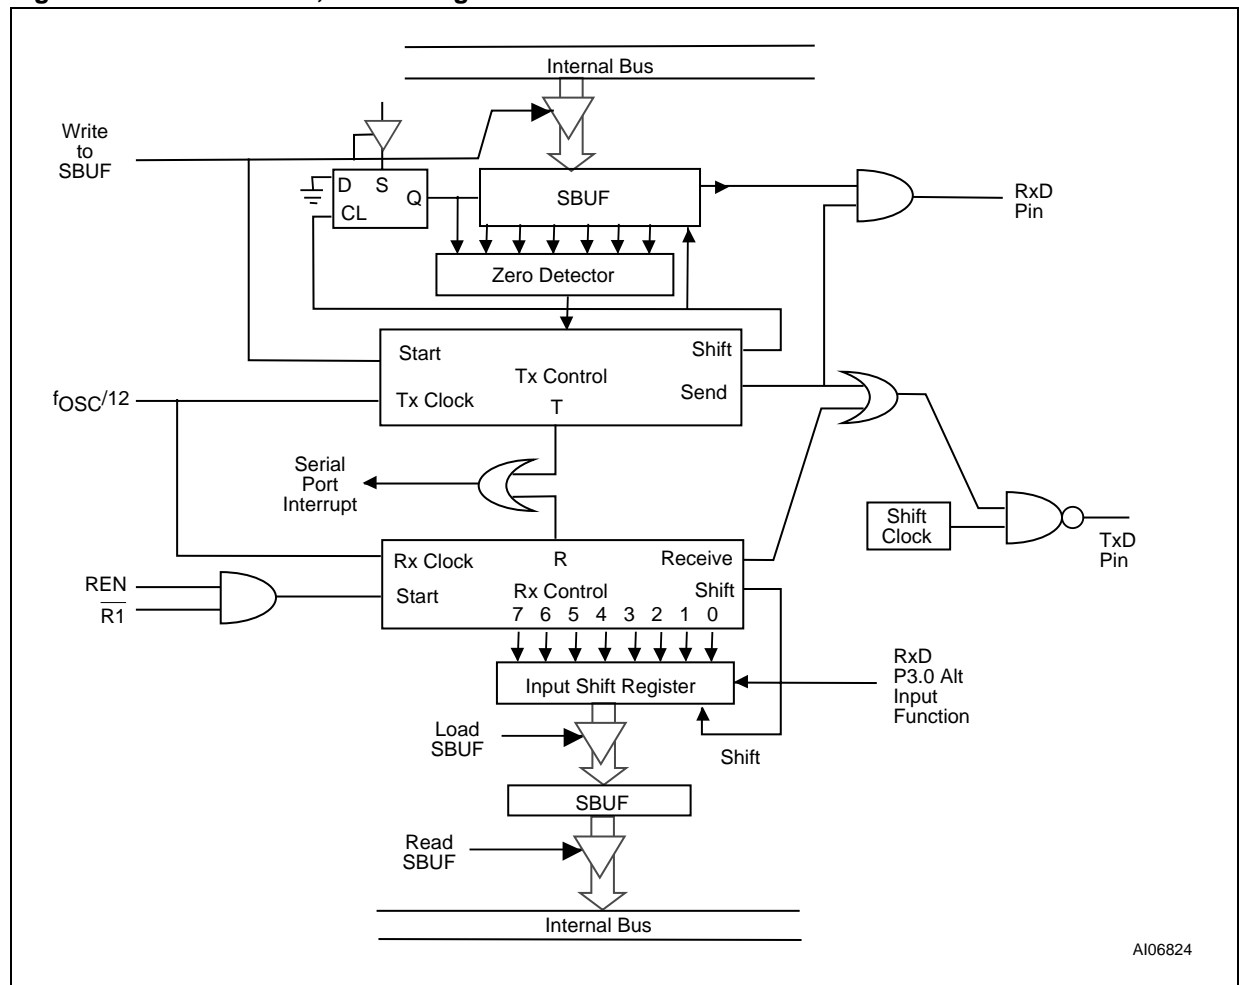 Internal Bus
Write
to
SBUF
D S
Q
CL
SBUF
RxD
Pin
Zero Detector
Start
Shift
Tx Control
Send
fOSC/12
Tx Clock
T
Serial
Port
Interrupt
Shift
Clock
TxD
Pin
Rx Clock
R
Receive
REN
R1
Start
Rx Control
Shift
7 6 5 4 3 2 1 0
Input Shift Register
RxD
P3.0 Alt
Input
Function
Load
SBUF
Shift
SBUF
Read
SBUF
Internal Bus
AI06824